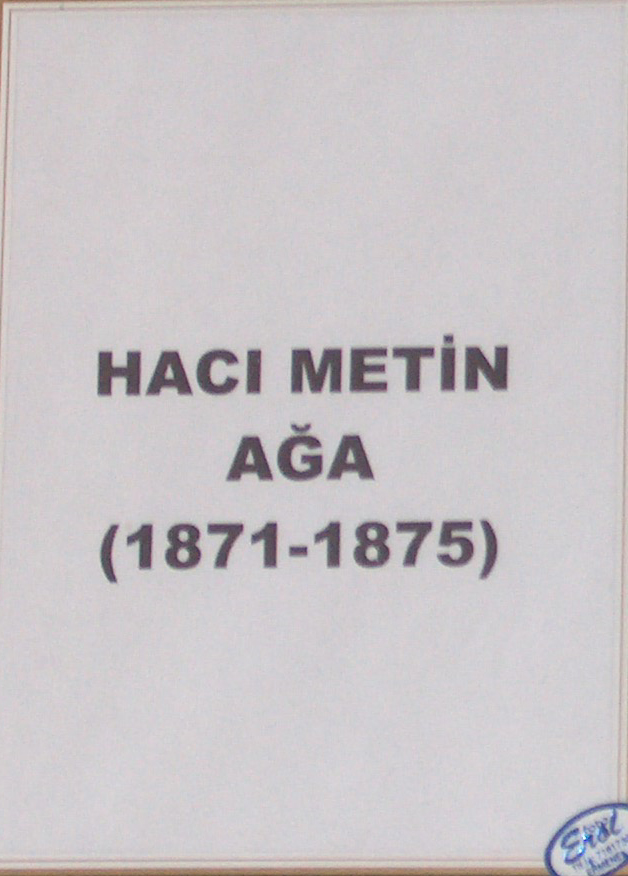 HACI METİN
AĞA
(1871-1875)